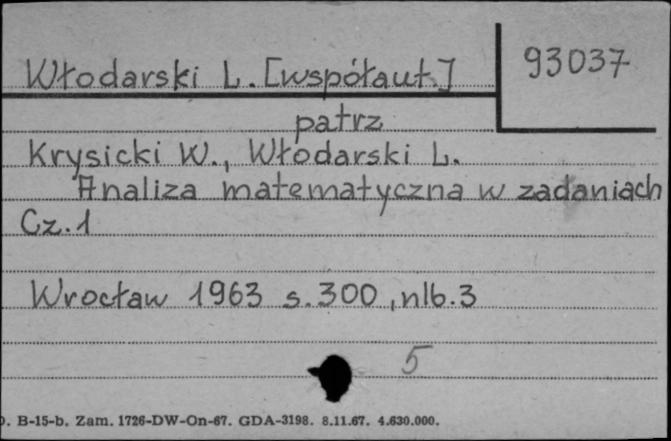 Włodarski L. [współaut.]
93037
patrz
Krysicki W., Włodarski L.
Analiza matematyczna w zadaniach
Cz. 1
Wrocław 1963 s. 300, nlb. 3
5
B-15-b. Zam. 1726-DW-On-67. GDA-3198. 8.11.67. 4.630.000.